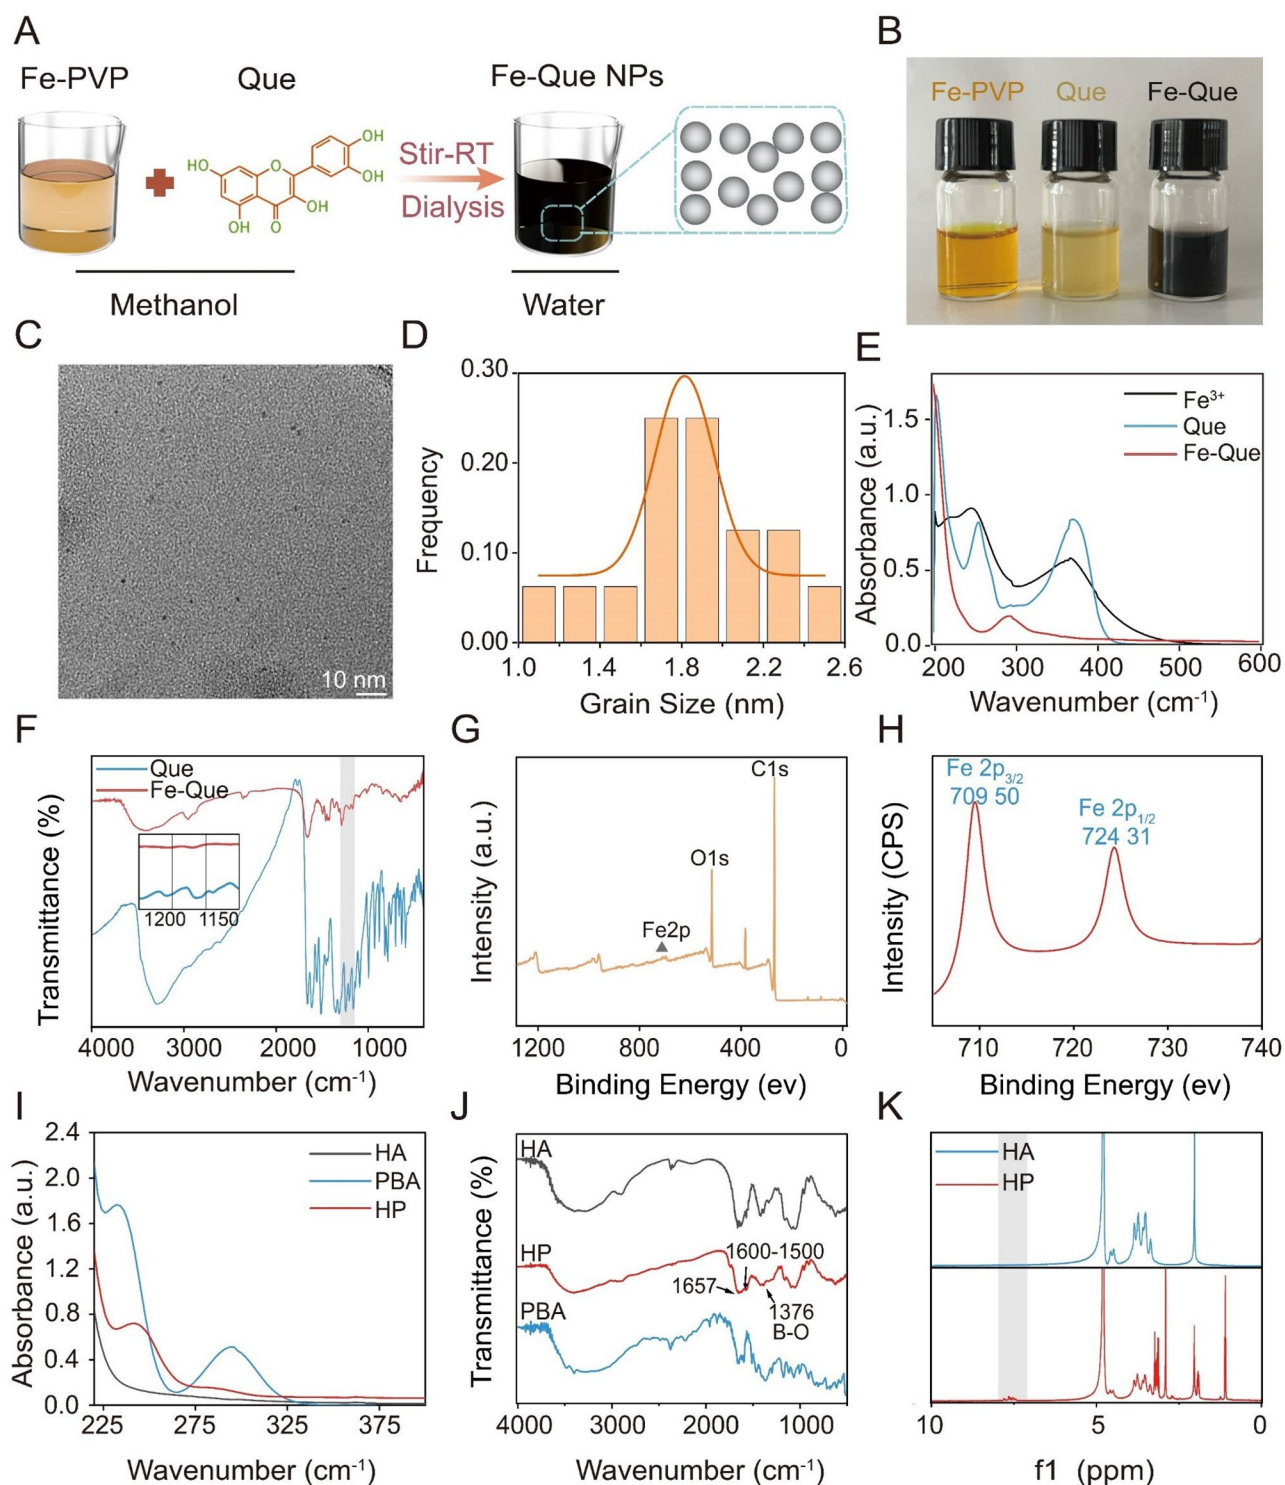 A
Fe-PVP
Que
Fe-Que NPs
HO
O
OH
OH
OH
OH
O
Stir-RT
Dialysis
Methanol
Water
B
Fe-PVP Que Fe-Que
C
10 nm
D
Frequency
0.30
0.20
0.10
0.00
1.0 1.4 1.8 2.2 2.6
Grain Size (nm)
E
Absorbance (a.u.)
1.5
1.0
0.5
0.0
Fe³⁺
Que
Fe-Que
200 300 400 500 600
Wavenumber (cm⁻¹)
F
Transmittance (%)
Que
Fe-Que
1200 1150
4000 3000 2000 1000
Wavenumber (cm⁻¹)
G
Intensity (a.u.)
C1s
O1s
Fe2p
1200 800 400 0
Binding Energy (ev)
H
Intensity (CPS)
Fe 2p₃/₂
709 50
Fe 2p₁/₂
724 31
710 720 730 740
Binding Energy (ev)
I
Absorbance (a.u.)
2.4
2.0
1.6
1.2
0.8
0.4
0.0
HA
PBA
HP
225 275 325 375
Wavenumber (cm⁻¹)
J
Transmittance (%)
HA
HP
1600-1500
1657
1376
B-O
PBA
4000 3000 2000 1000
Wavenumber (cm⁻¹)
K
HA
HP
10 5 0
f1 (ppm)